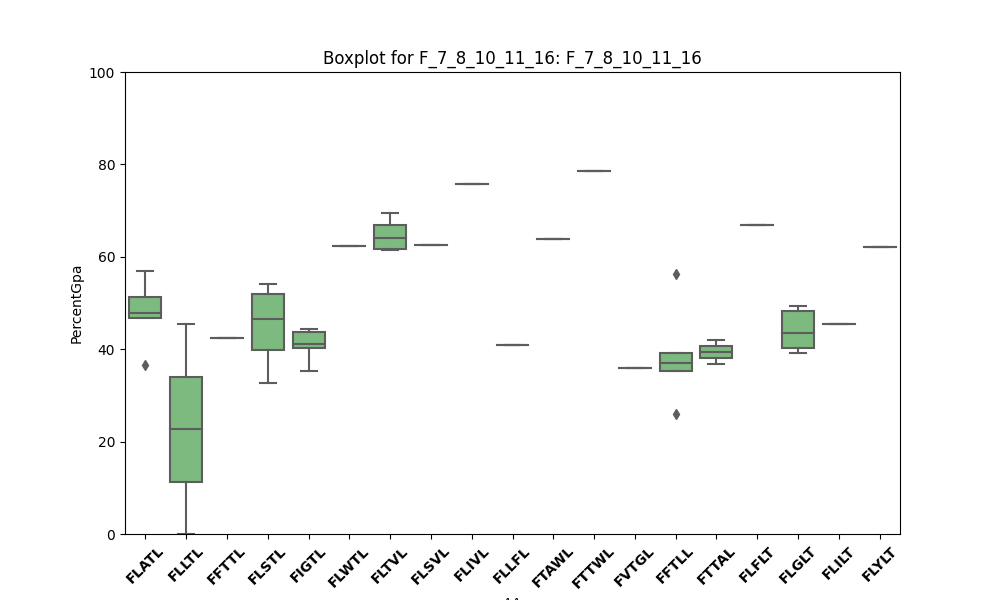 Boxplot for F_7_8_10_11_16: F_7_8_10_11_16
100
80
60
40
20
0
PercentGpa
FLATL
FLLTL
FFTTL
FLSTL
FIGTL
FLWTL
FLTVL
FLSVL
FLIVL
FLLFL
FTAWL
FTTWL
FVTGL
FFTLL
FTTAL
FLFLT
FLGLT
FLILT
FLYLT